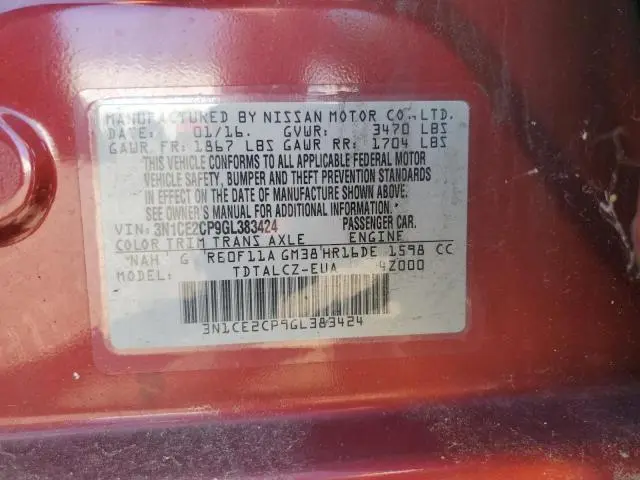 MANUFACTURED BY NISSAN MOTOR CO.,LTD.
DATE: 01/16. GVWR: 3470 LBS
GAWR FR: 1867 LBS GAWR RR: 1704 LBS
THIS VEHICLE CONFORMS TO ALL APPLICABLE FEDERAL MOTOR
VEHICLE SAFETY, BUMPER AND THEFT PREVENTION STANDARDS
IN EFFECT ON THE DATE OF MANUFACTURE SHOWN ABOVE.
SEE OWNER'S MANUAL FOR ADDITIONAL INFORMATION.
VIN: 3N1CE2CP9GL383424 PASSENGER CAR.
COLOR TRIM TRANS AXLE ENGINE
NAH G RE0F11A GM38 HR16DE 1598 CC
MODEL: TDTALCZ-EUA 4Z000
3N1CE2CP9GL383424